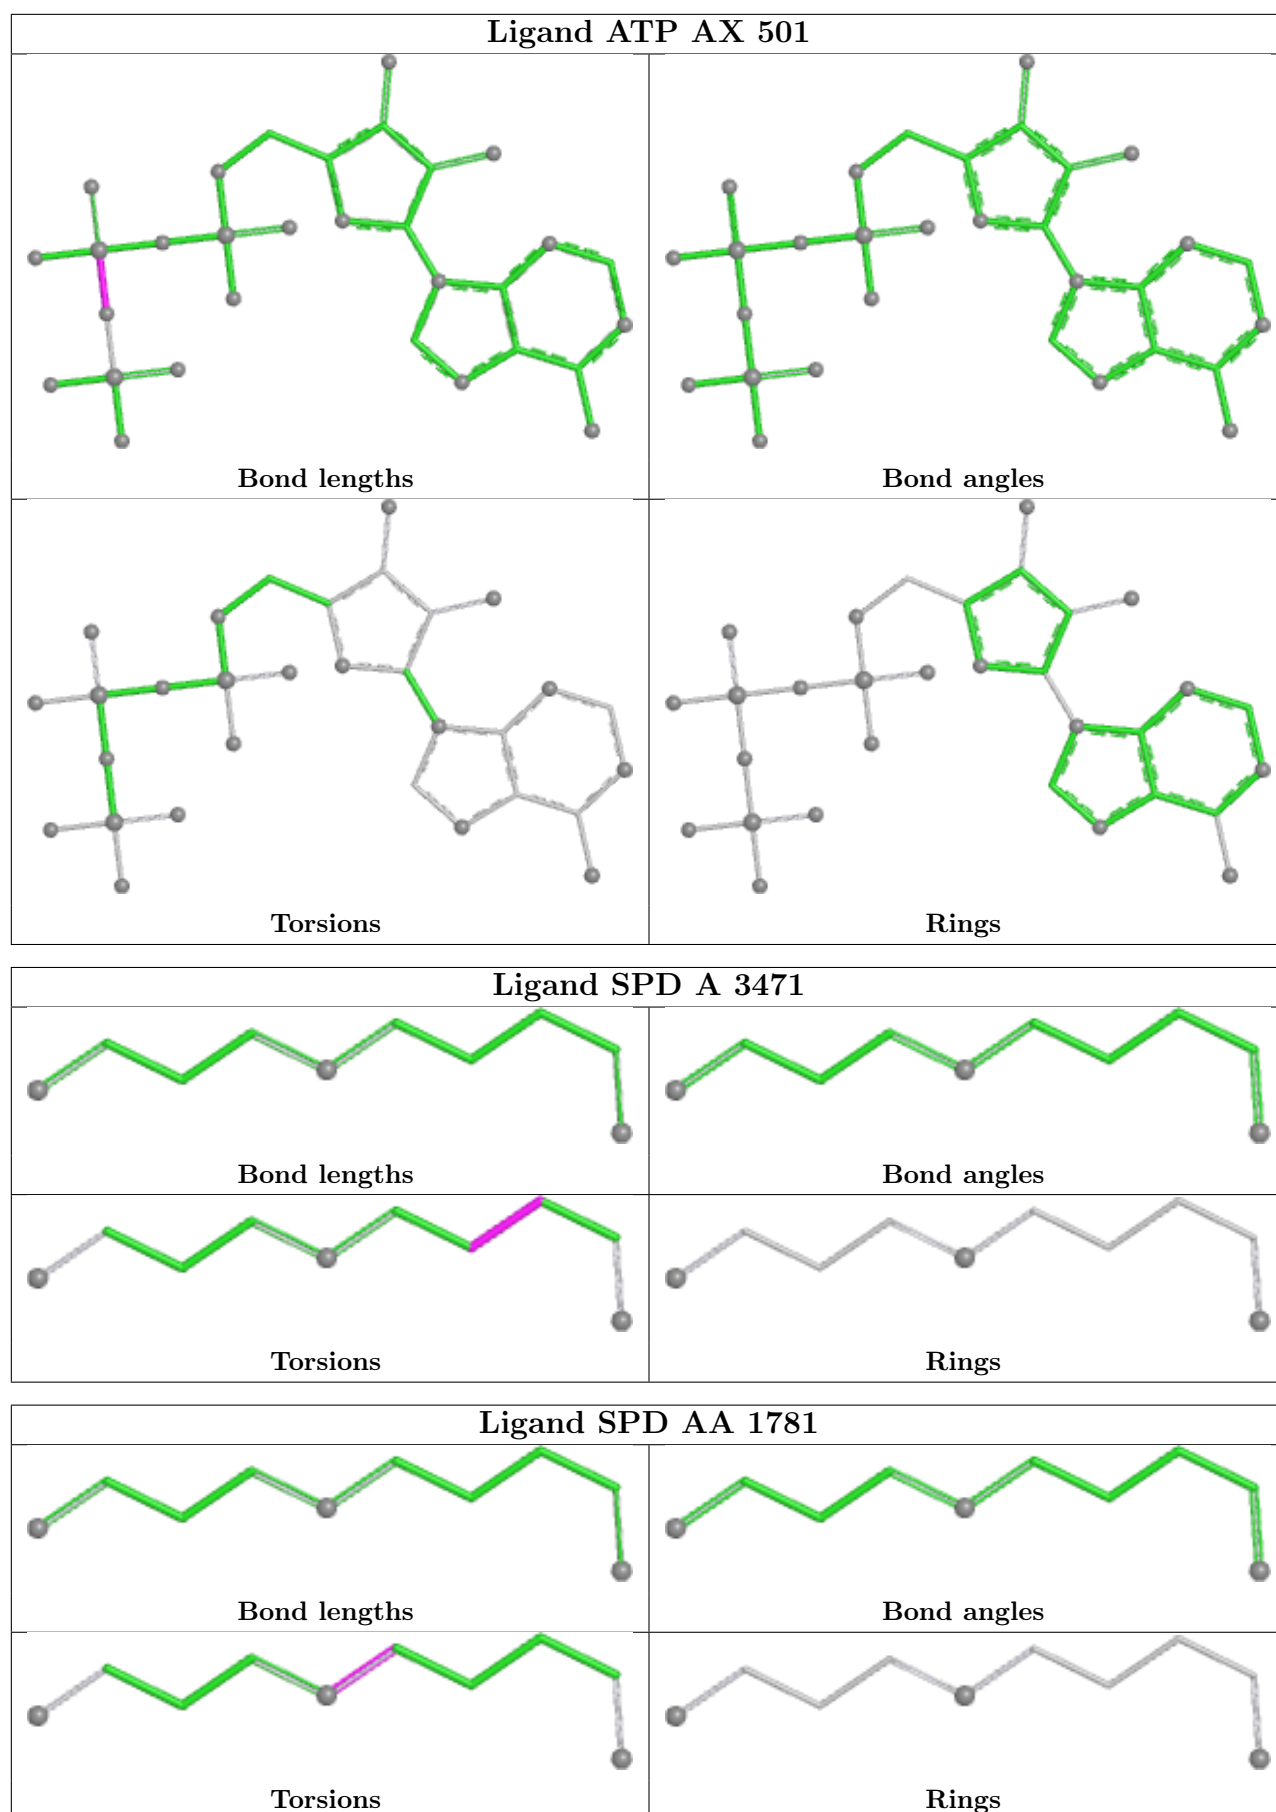 Ligand ATP AX 501
Bond lengths
Bond angles
Torsions
Rings
Ligand SPD A 3471
Bond lengths
Bond angles
Torsions
Rings
Ligand SPD AA 1781
Bond lengths
Bond angles
Torsions
Rings